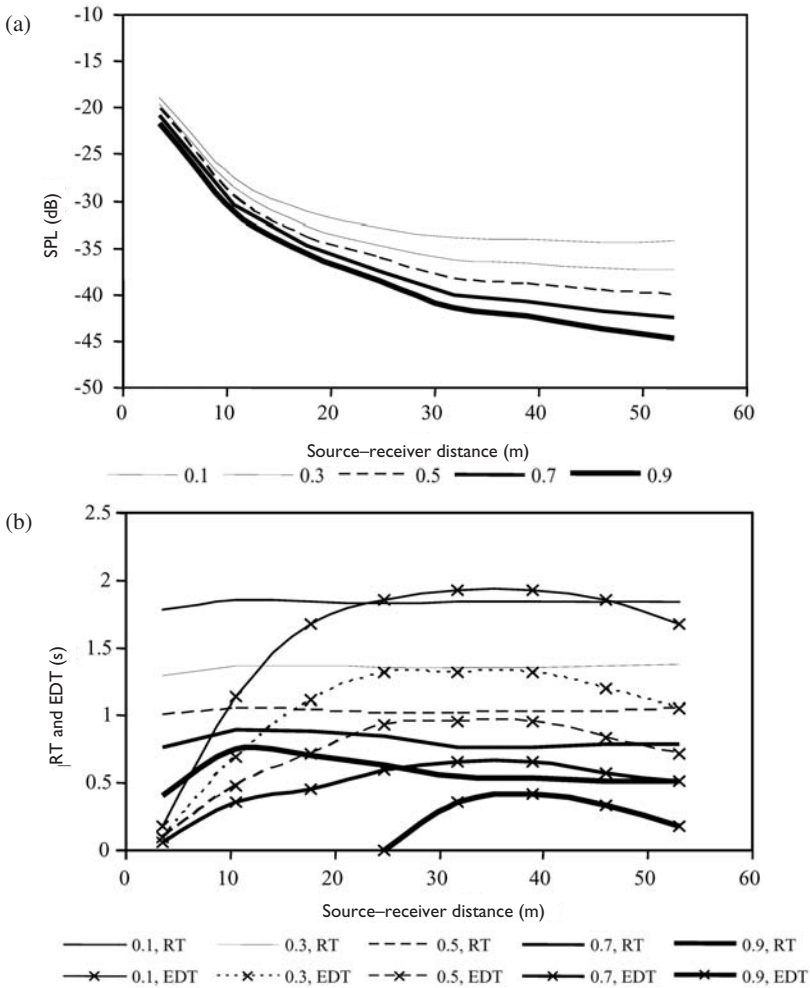 (a)
-10
-15
-20
-25
-30
-35
-40
-45
-50
SPL (dB)
0 10 20 30 40 50 60
Source–receiver distance (m)
0.1 0.3 0.5 0.7 0.9
(b)
2.5
2
1.5
1
0.5
0
RT and EDT (s)
0 10 20 30 40 50 60
Source–receiver distance (m)
0.1, RT 0.3, RT 0.5, RT 0.7, RT 0.9, RT
0.1, EDT 0.3, EDT 0.5, EDT 0.7, EDT 0.9, EDT